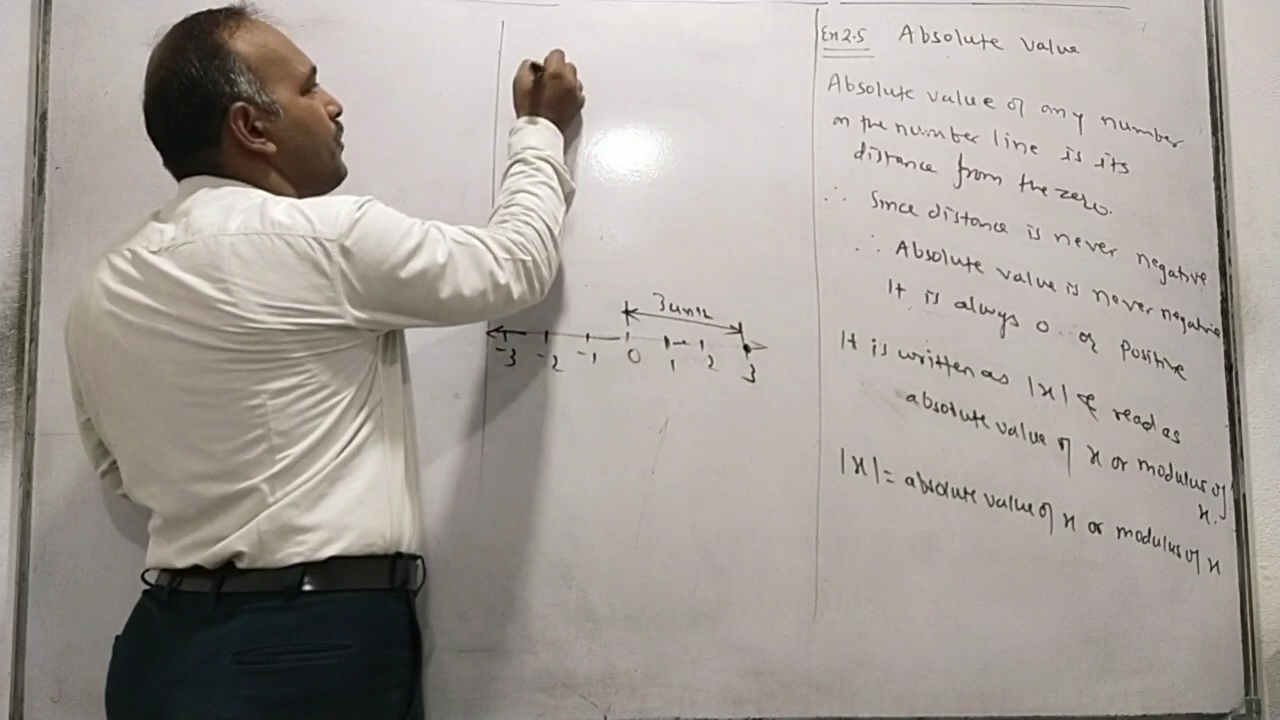 Ex 2.5 Absolute value
Absolute value of any number
on the number line is its
distance from the zero.
∵ Since distance is never negative
∴ Absolute value is never negative
It is always 0 or Positive
It is written as |x| & read as
absolute value of x or modulus of
x.
|x| = absolute value of x or modulus of x
3 units
-3 -2 -1 0 1 2 3